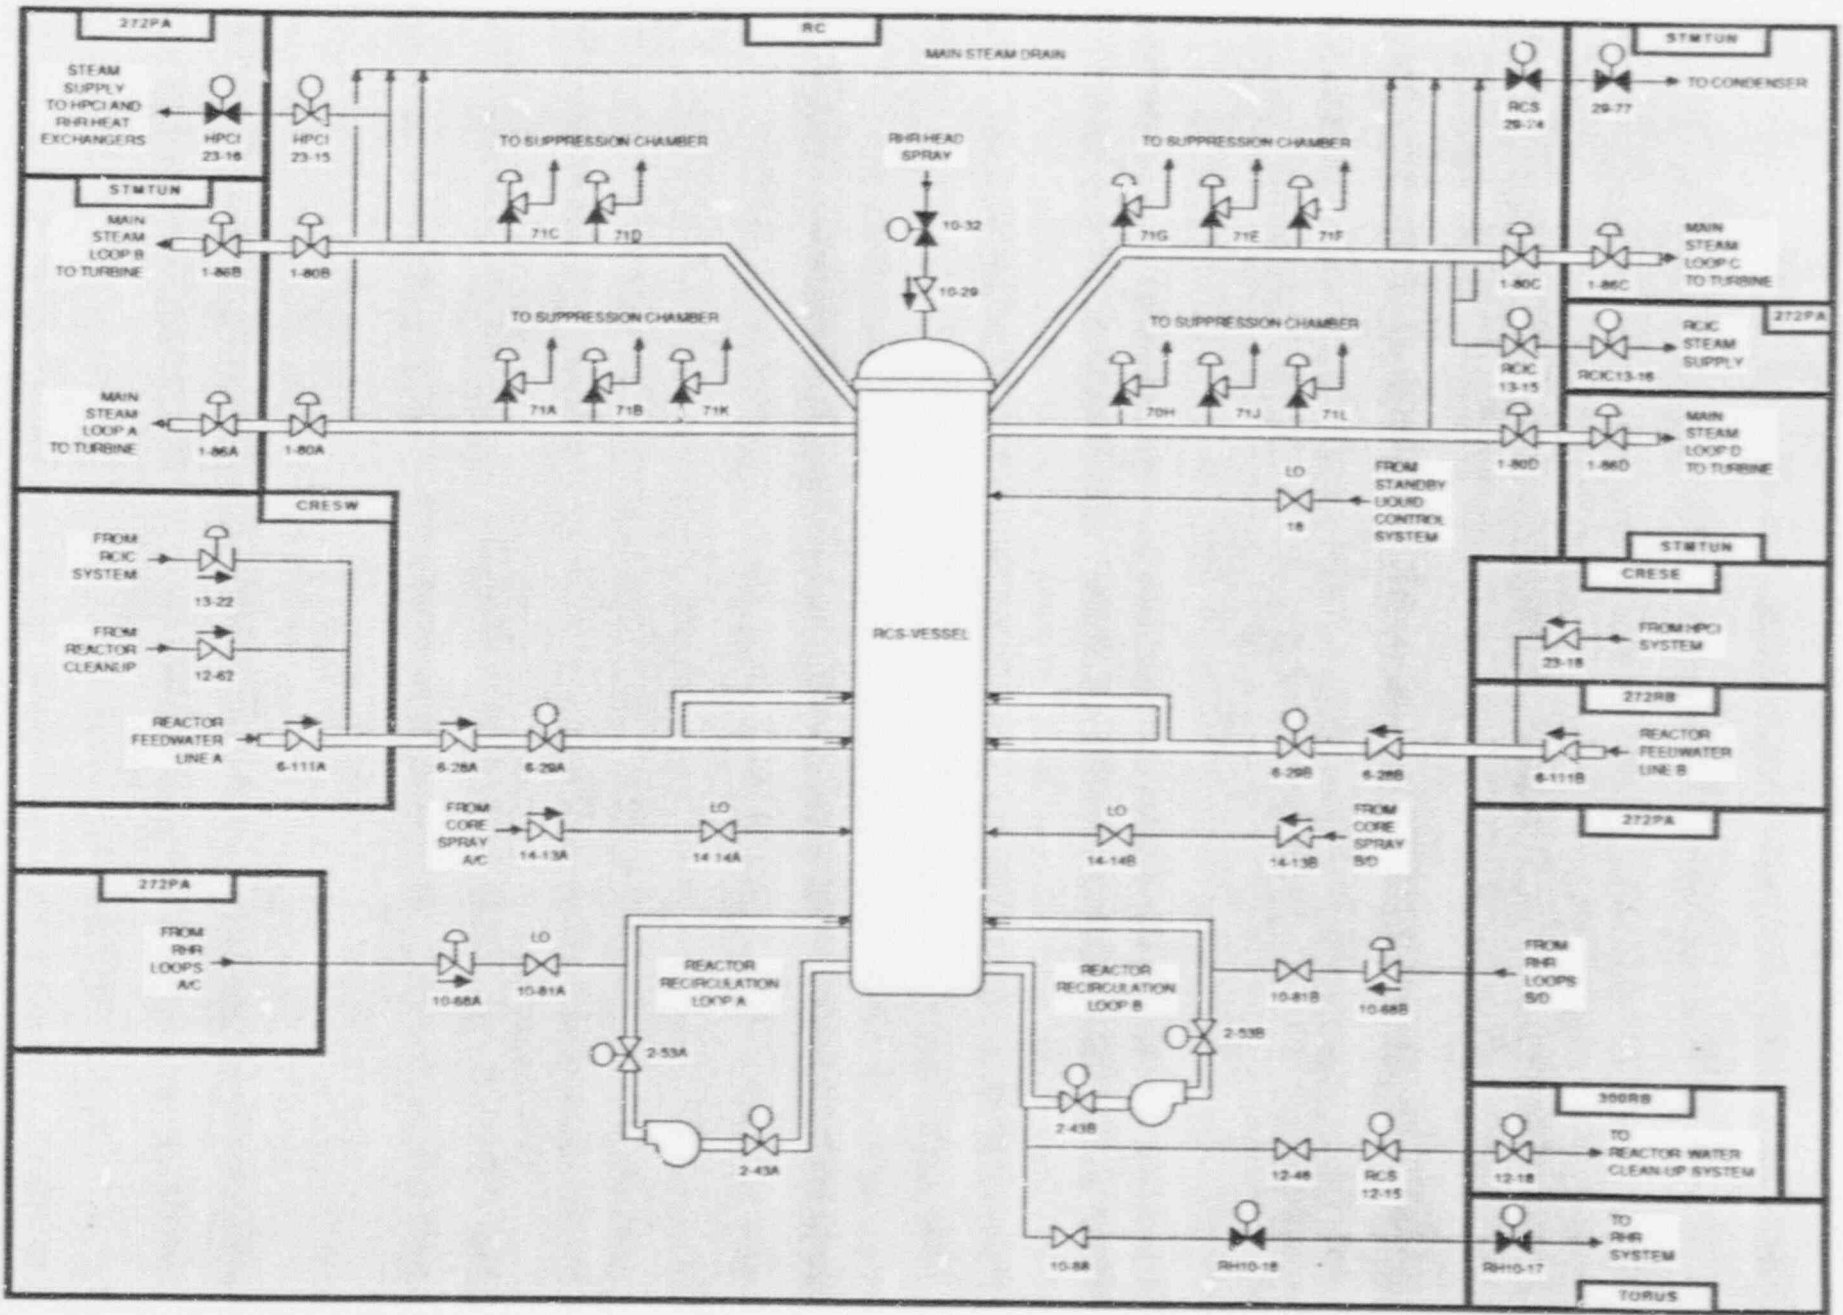 272PA
RC
STMTUN
MAIN STEAM DRAIN
STEAM
SUPPLY
TO HPCI AND
RHR HEAT
EXCHANGERS
HPCI
23-16
HPCI
23-15
TO SUPPRESSION CHAMBER
71C
71D
RHR HEAD
SPRAY
10-32
10-29
TO SUPPRESSION CHAMBER
71G
71E
71F
RCS
29-77
TO CONDENSER
STMTUN
MAIN
STEAM
LOOP B
TO TURBINE
1-86B
1-80B
1-80C
1-86C
MAIN
STEAM
LOOP C
TO TURBINE
272PA
TO SUPPRESSION CHAMBER
71A
71B
71K
TO SUPPRESSION CHAMBER
70H
71J
71L
RCIC
13-15
RCIC13-16
RCIC
STEAM
SUPPLY
MAIN
STEAM
LOOP A
TO TURBINE
1-86A
1-80A
1-80D
1-86D
MAIN
STEAM
LOOP D
TO TURBINE
LO
18
FROM
STANDBY
LIQUID
CONTROL
SYSTEM
CRESW
STMTUN
CRESE
FROM
RCIC
SYSTEM
13-22
FROM
REACTOR
CLEANUP
12-62
RCS-VESSEL
23-18
FROM HPCI
SYSTEM
272RB
REACTOR
FEEDWATER
LINE A
6-111A
6-28A
6-29A
6-29B
6-28B
6-111B
REACTOR
FEEDWATER
LINE B
FROM
CORE
SPRAY
A/C
14-13A
LO
14-14A
LO
14-14B
14-13B
FROM
CORE
SPRAY
B/D
272PA
272PA
FROM
RHR
LOOPS
A/C
10-68A
LO
10-81A
REACTOR
RECIRCULATION
LOOP A
REACTOR
RECIRCULATION
LOOP B
10-81B
10-68B
FROM
RHR
LOOPS
B/D
2-53A
2-43A
2-53B
2-43B
300RB
12-46
RCS
12-15
12-18
TO
REACTOR WATER
CLEAN-UP SYSTEM
10-88
RH10-18
RH10-17
TO
RHR
SYSTEM
TORUS